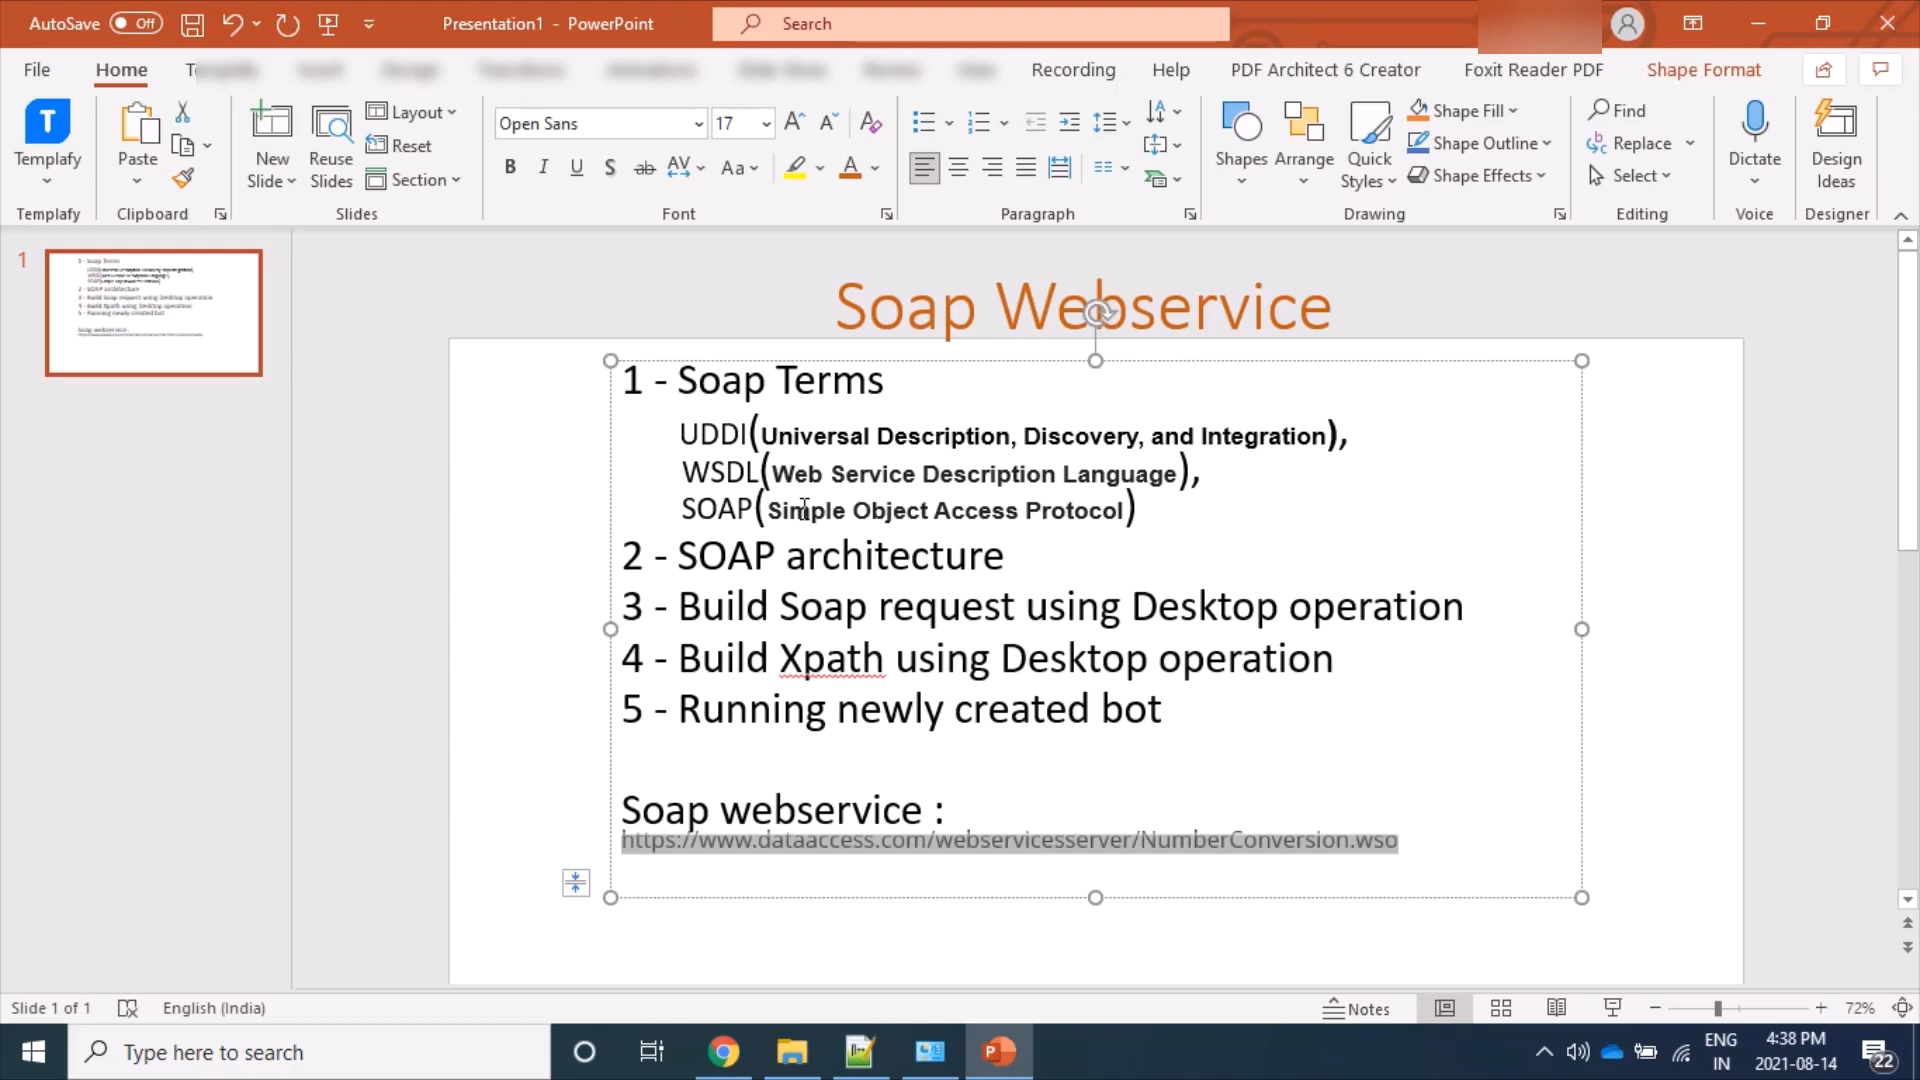 AutoSave Off Presentation1 - PowerPoint Search
File Home Recording Help PDF Architect 6 Creator Foxit Reader PDF Shape Format
Templafy
Paste
New Slide
Reuse Slides
Layout
Reset
Section
Open Sans 17
Shapes Arrange Quick Styles
Shape Fill
Shape Outline
Shape Effects
Find
Replace
Select
Dictate
Design Ideas
Templafy Clipboard Slides Font Paragraph Drawing Editing Voice Designer
1
Soap Webservice
1 - Soap Terms
UDDI(Universal Description, Discovery, and Integration),
WSDL(Web Service Description Language),
SOAP(Simple Object Access Protocol)
2 - SOAP architecture
3 - Build Soap request using Desktop operation
4 - Build Xpath using Desktop operation
5 - Running newly created bot
Soap webservice :
https://www.dataaccess.com/webservicesserver/NumberConversion.wso
Slide 1 of 1 English (India) Notes 72%
Type here to search
ENG
IN
4:38 PM
2021-08-14
22